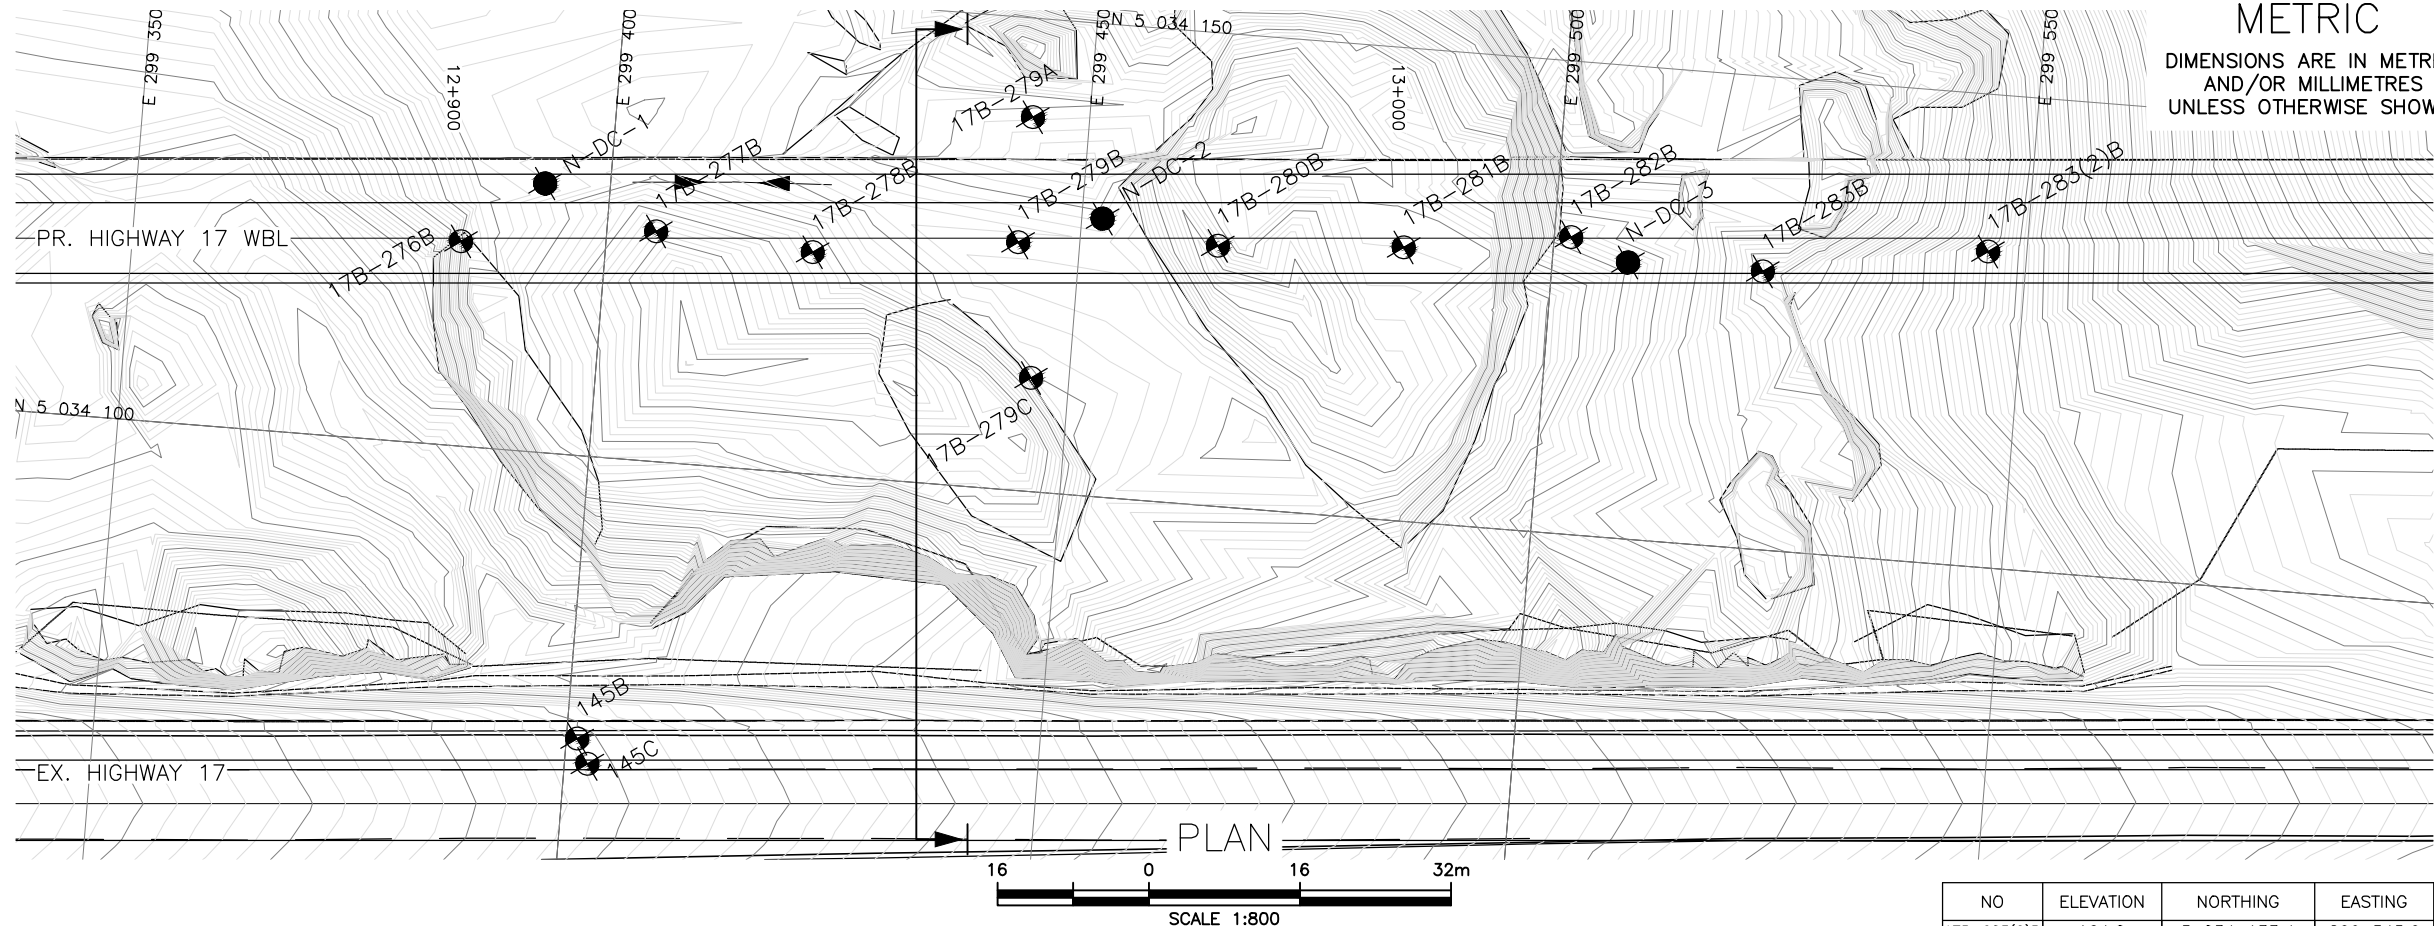 METRIC
DIMENSIONS ARE IN METR
AND/OR MILLIMETRES
UNLESS OTHERWISE SHOW
E 299 350
12+900
E 299 400
E 299 450
N 5 034 150
13+000
E 299 500
E 299 550
17B-279A
N-DC-1
17B-277B
17B-278B
17B-279B
N-DC-2
17B-280B
17B-281B
17B-282B
N-DC-3
17B-283B
17B-283(2)B
PR. HIGHWAY 17 WBL
17B-276B
N 5 034 100
7B-279C
145B
145C
EX. HIGHWAY 17
PLAN
16 0 16 32m
SCALE 1:800
NO ELEVATION NORTHING EASTING